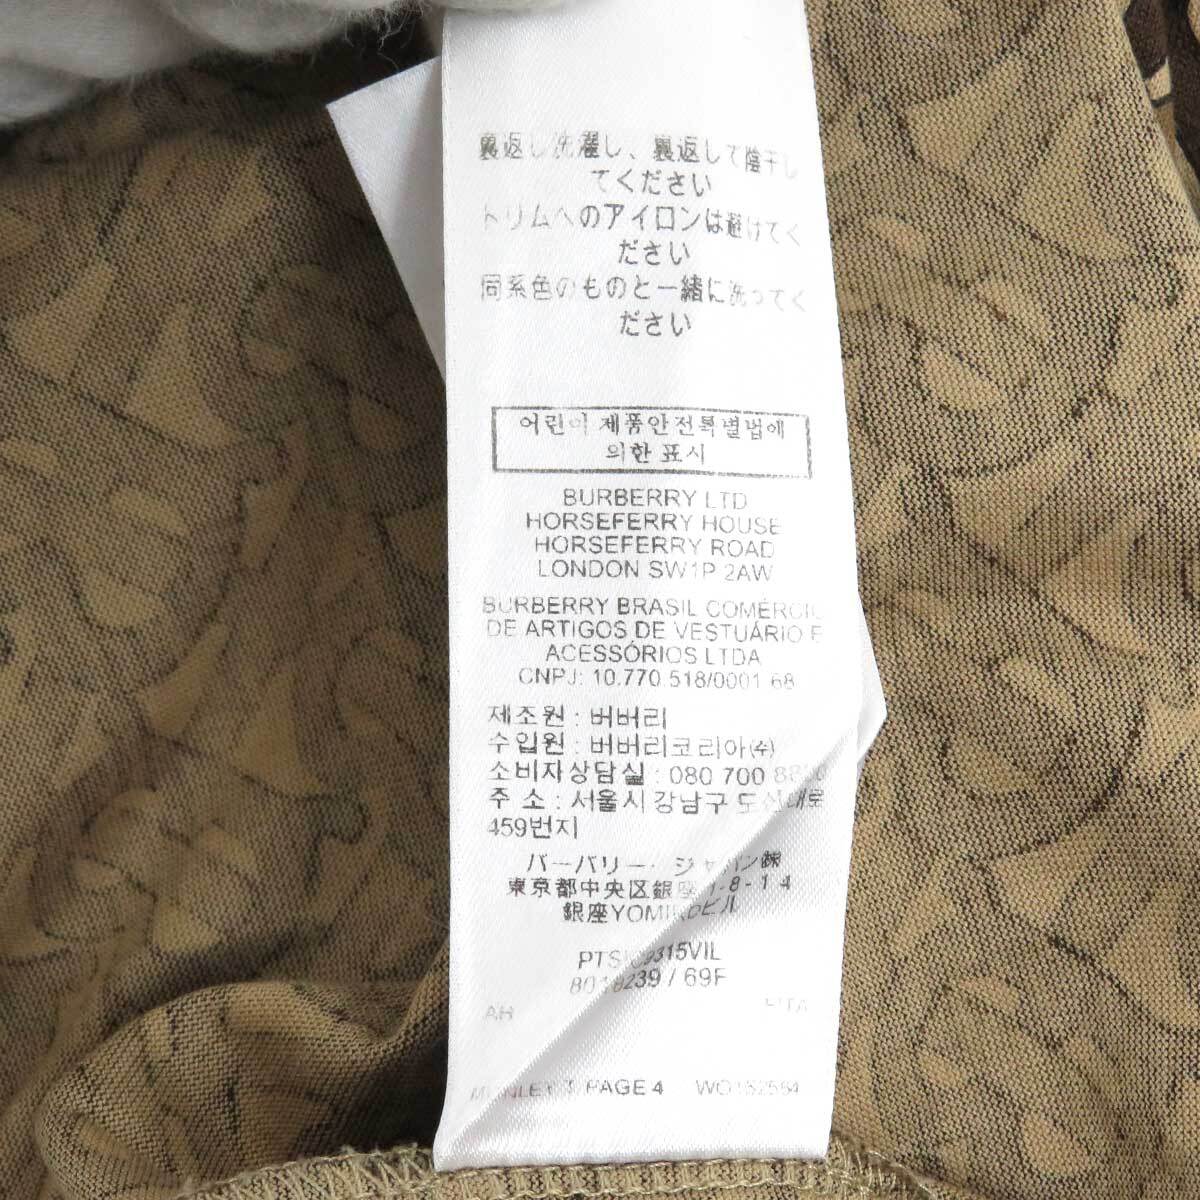 裏返し洗濯し、裏返して陰干し
てください
トリムへのアイロンは避けてく
ださい
同系色のものと一緒に洗ってく
ださい
어린이 제품안전특별법에
의한 표시
BURBERRY LTD
HORSEFERRY HOUSE
HORSEFERRY ROAD
LONDON SW1P 2AW
BURBERRY BRASIL COMÉRCIO
DE ARTIGOS DE VESTUÁRIO E
ACESSÓRIOS LTDA
CNPJ: 10.770.518/0001 68
제조원 : 버버리
수입원 : 버버리코리아㈜
소비자상담실 : 080 700
주 소 : 서울시 강남구 도산대로
459번지
バーバリー・ジャパン㈱
東京都中央区銀座1-8-14
銀座YOMIKOビル
/ 69F
AH
PAGE 4